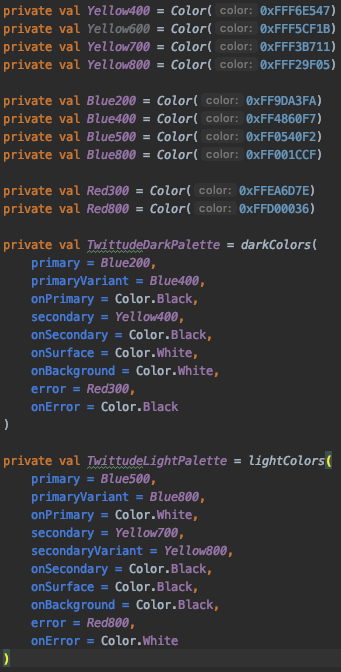 private val Yellow400 = Color( color: 0xFFF6E547)
private val Yellow600 = Color( color: 0xFFF5CF1B)
private val Yellow700 = Color( color: 0xFFF3B711)
private val Yellow800 = Color( color: 0xFFF29F05)
private val Blue200 = Color( color: 0xFF9DA3FA)
private val Blue400 = Color( color: 0xFF4860F7)
private val Blue500 = Color( color: 0xFF0540F2)
private val Blue800 = Color( color: 0xFF001CCF)
private val Red300 = Color( color: 0xFFEA6D7E)
private val Red800 = Color( color: 0xFFD00036)
private val TwittudeDarkPalette = darkColors(
primary = Blue200,
primaryVariant = Blue400,
onPrimary = Color.Black,
secondary = Yellow400,
onSecondary = Color.Black,
onSurface = Color.White,
onBackground = Color.White,
error = Red300,
onError = Color.Black
)
private val TwittudeLightPalette = lightColors(
primary = Blue500,
primaryVariant = Blue800,
onPrimary = Color.White,
secondary = Yellow700,
secondaryVariant = Yellow800,
onSecondary = Color.Black,
onSurface = Color.Black,
onBackground = Color.Black,
error = Red800,
onError = Color.White
)